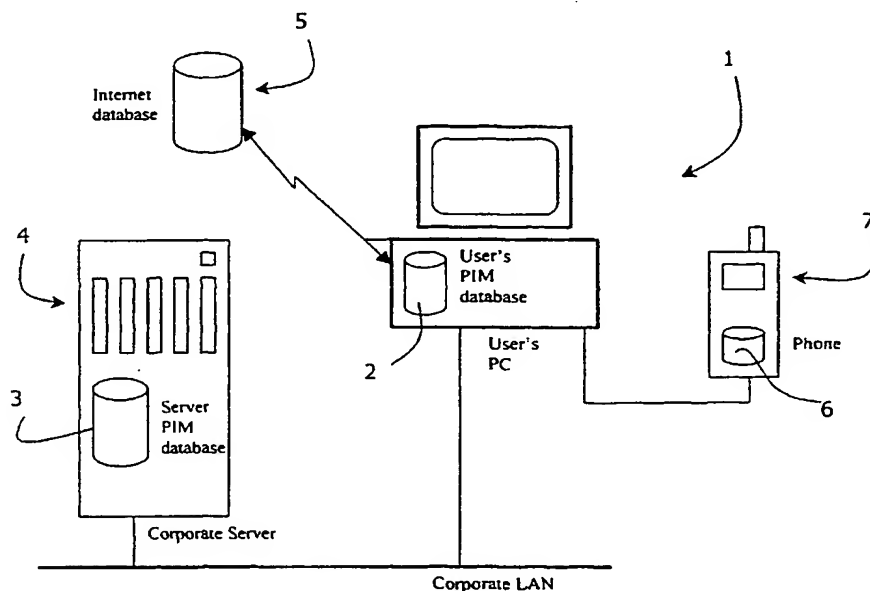 5
Internet
database
1
4
User's
PIM
database
7
2
User's
PC
Phone
6
3
Server
PIM
database
Corporate Server
Corporate LAN